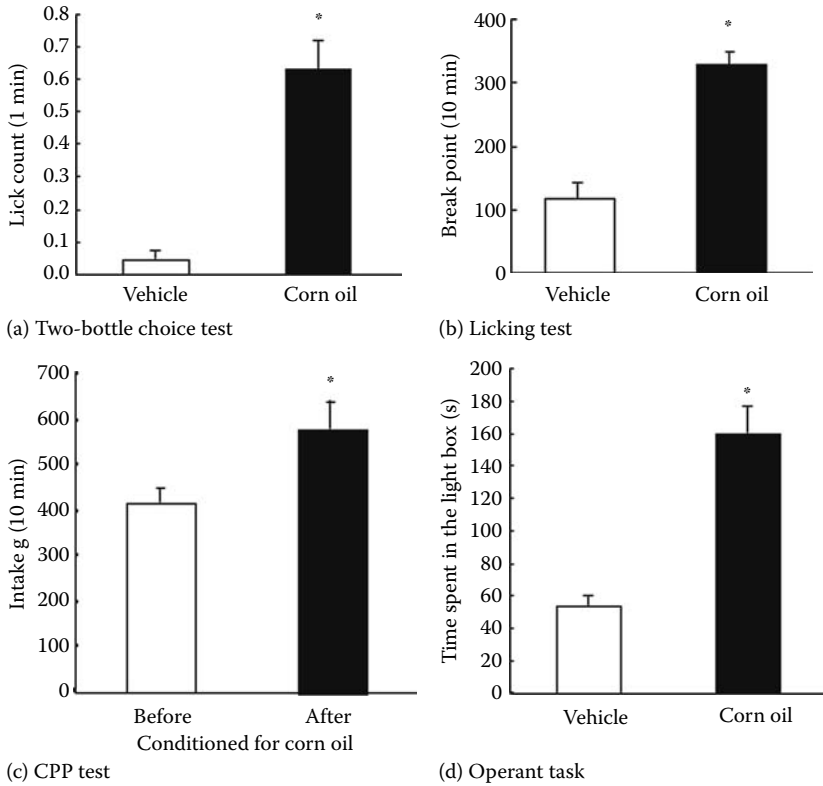 Lick count (1 min)
0.8
0.7
0.6
0.5
0.4
0.3
0.2
0.1
0.0
*
Vehicle
Corn oil
(a) Two-bottle choice test
Break point (10 min)
400
300
200
100
0
*
Vehicle
Corn oil
(b) Licking test
Intake g (10 min)
700
600
500
400
300
200
100
0
*
Before
After
Conditioned for corn oil
(c) CPP test
Time spent in the light box (s)
200
180
160
140
120
100
80
60
40
20
0
*
Vehicle
Corn oil
(d) Operant task